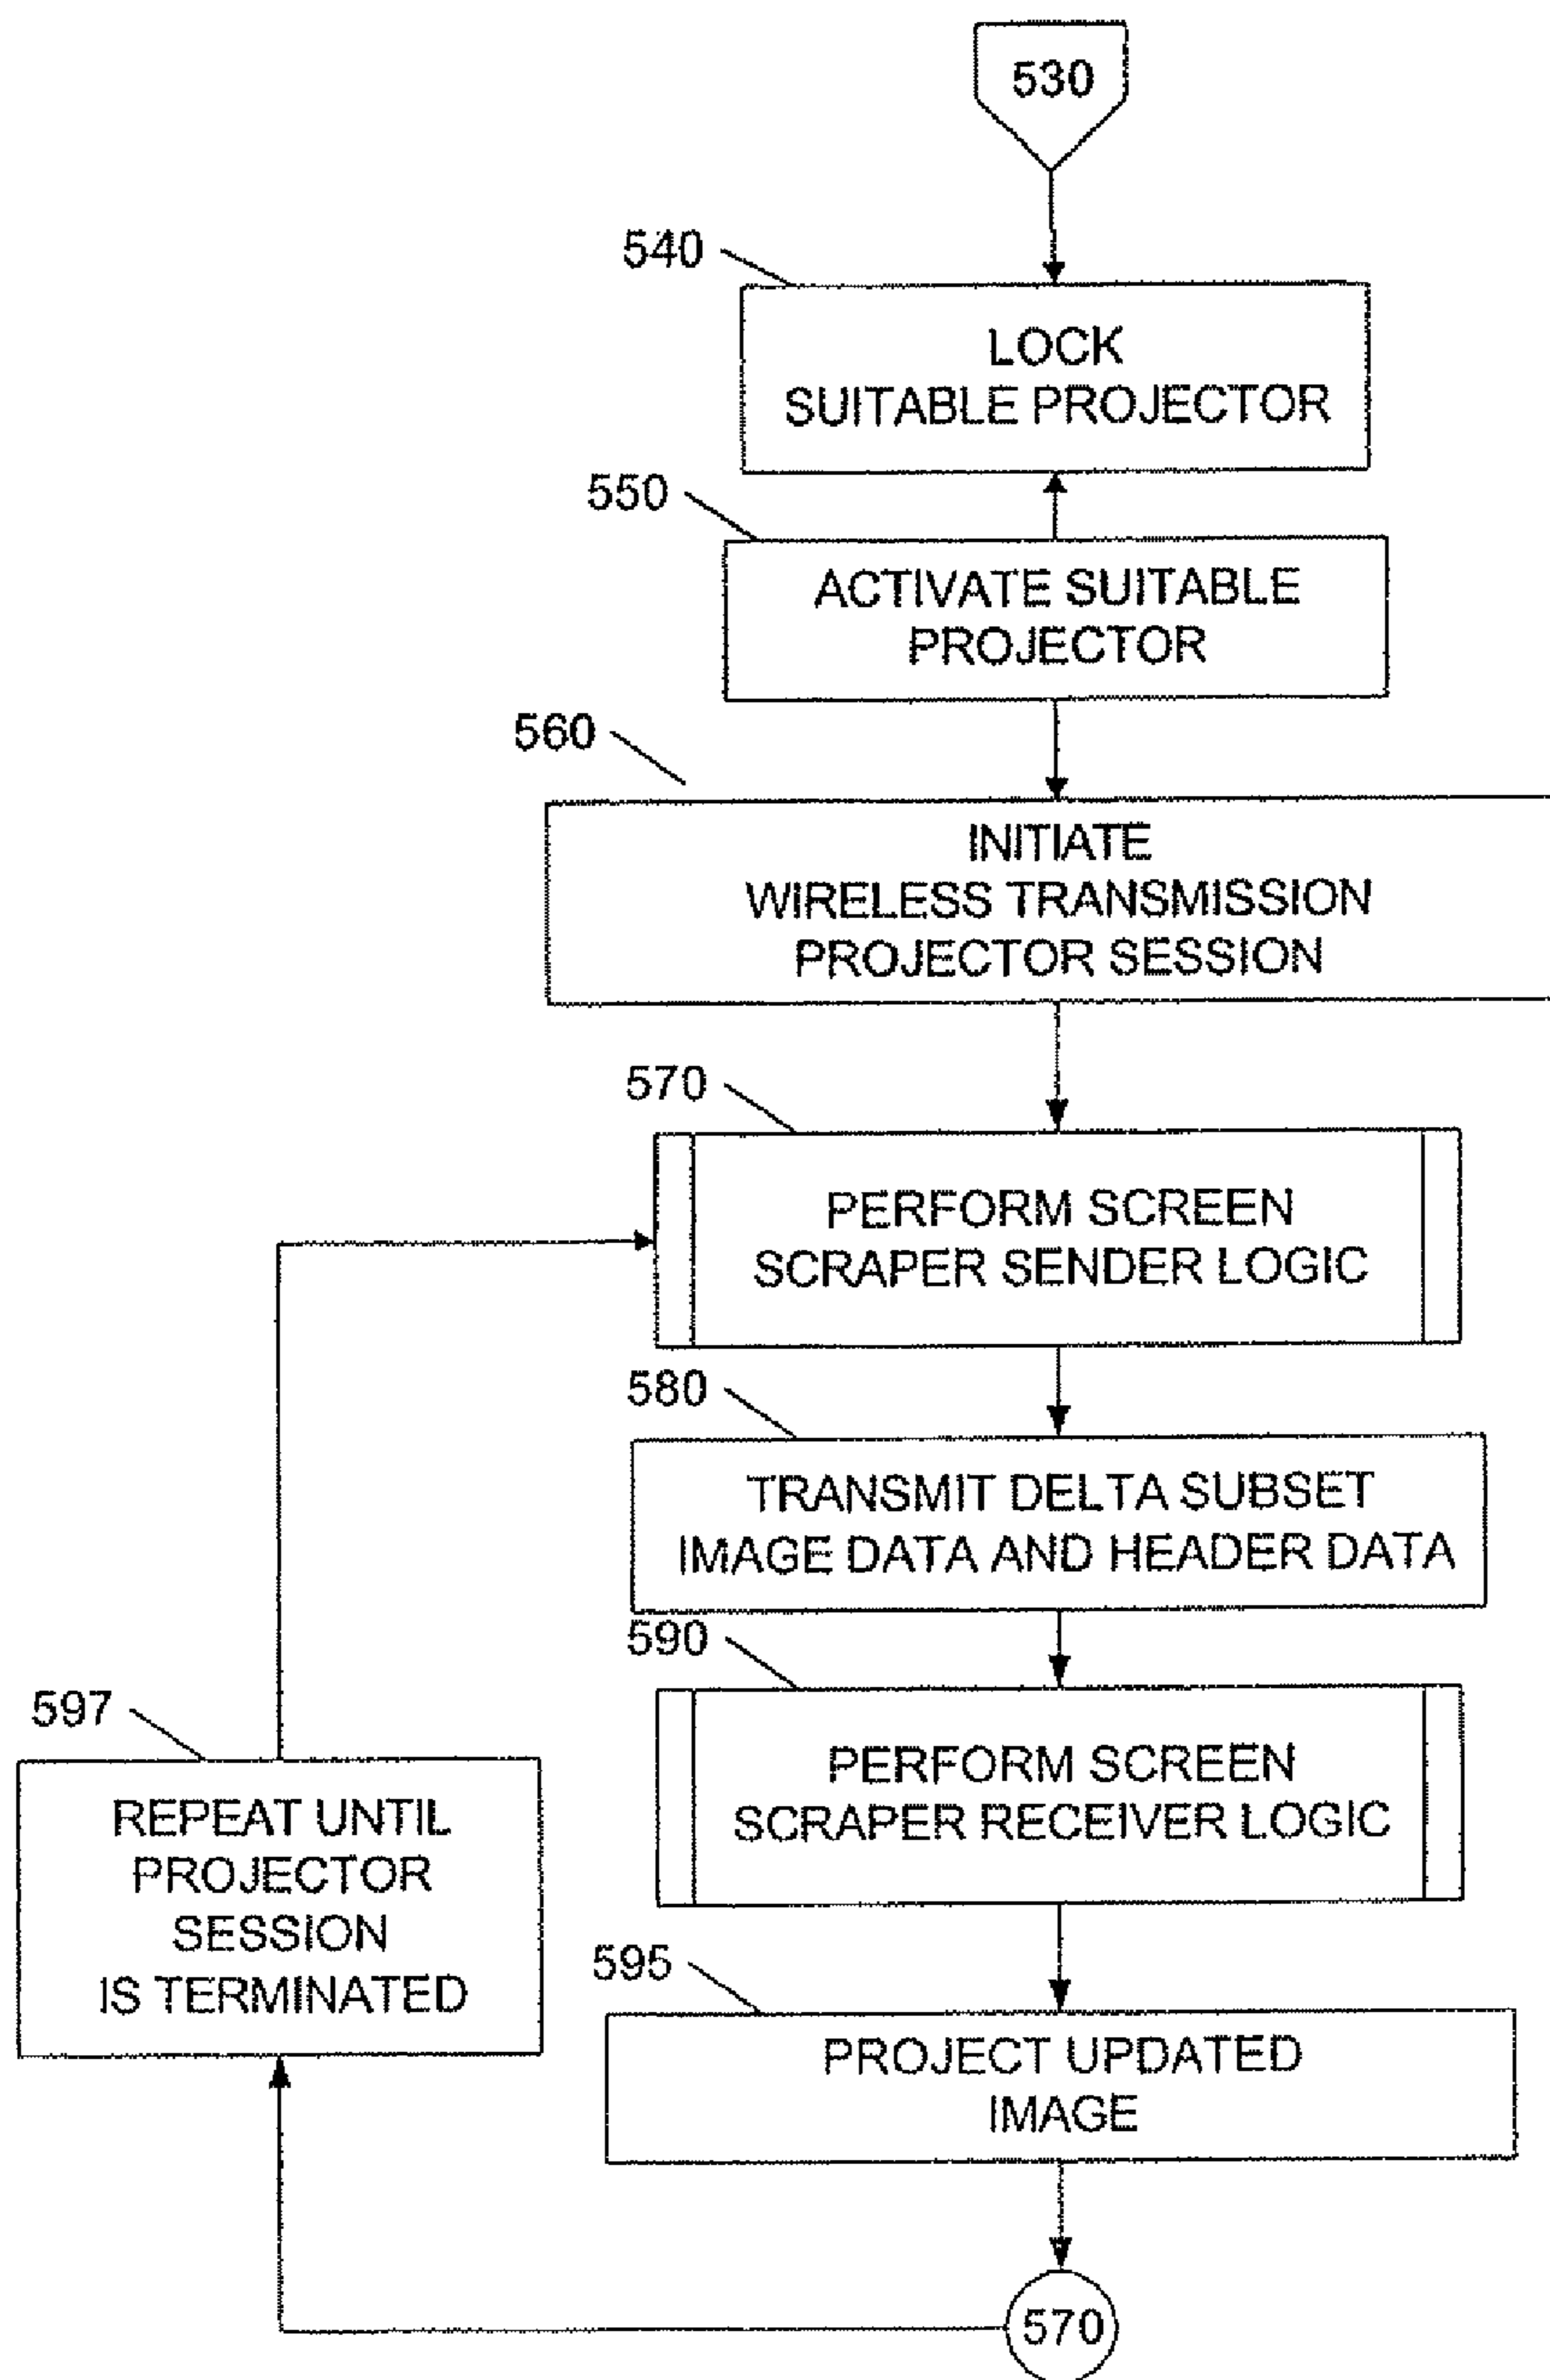 530
540
LOCK
SUITABLE PROJECTOR
550
ACTIVATE SUITABLE
PROJECTOR
560
INITIATE
WIRELESS TRANSMISSION
PROJECTOR SESSION
570
PERFORM SCREEN
SCRAPER SENDER LOGIC
580
TRANSMIT DELTA SUBSET
IMAGE DATA AND HEADER DATA
590
PERFORM SCREEN
SCRAPER RECEIVER LOGIC
597
REPEAT UNTIL
PROJECTOR
SESSION
IS TERMINATED
595
PROJECT UPDATED
IMAGE
570